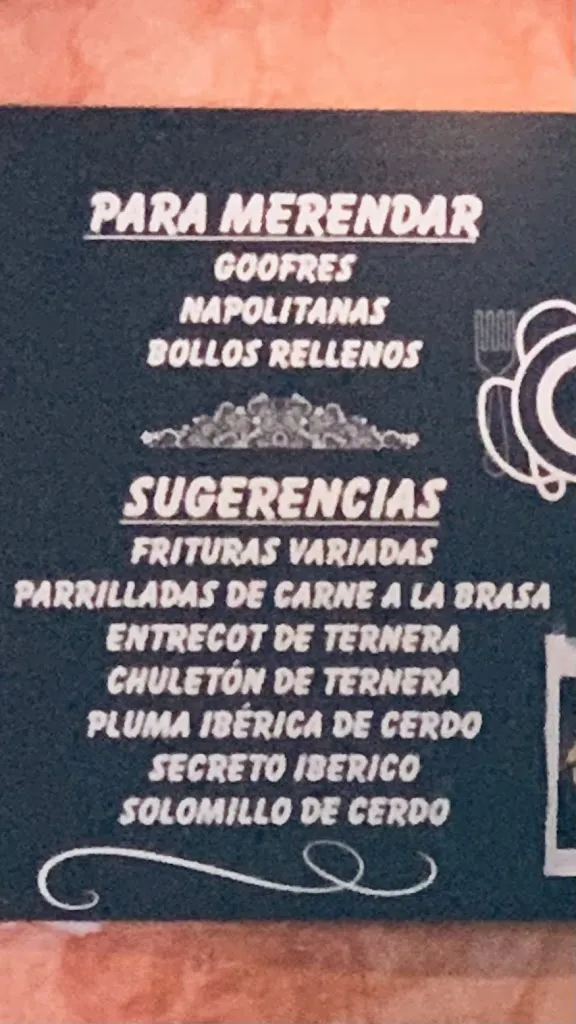 PARA MERENDAR
GOOFRES
NAPOLITANAS
BOLLOS RELLENOS
SUGERENCIAS
FRITURAS VARIADAS
PARRILLADAS DE CARNE A LA BRASA
ENTRECOT DE TERNERA
CHULETÓN DE TERNERA
PLUMA IBÉRICA DE CERDO
SECRETO IBERICO
SOLOMILLO DE CERDO